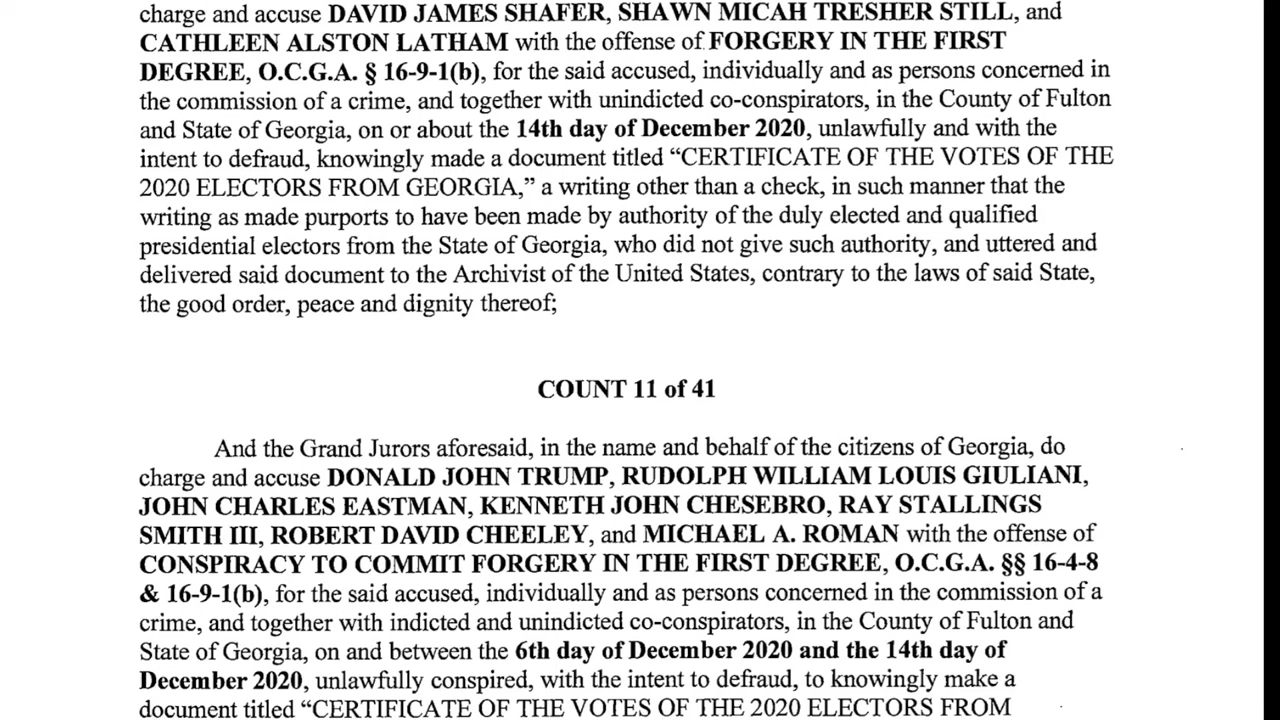 charge and accuse DAVID JAMES SHAFER, SHAWN MICAH TRESHER STILL, and
CATHLEEN ALSTON LATHAM with the offense of FORGERY IN THE FIRST
DEGREE, O.C.G.A. § 16-9-1(b), for the said accused, individually and as persons concerned in
the commission of a crime, and together with unindicted co-conspirators, in the County of Fulton
and State of Georgia, on or about the 14th day of December 2020, unlawfully and with the
intent to defraud, knowingly made a document titled “CERTIFICATE OF THE VOTES OF THE
2020 ELECTORS FROM GEORGIA,” a writing other than a check, in such manner that the
writing as made purports to have been made by authority of the duly elected and qualified
presidential electors from the State of Georgia, who did not give such authority, and uttered and
delivered said document to the Archivist of the United States, contrary to the laws of said State,
the good order, peace and dignity thereof;
COUNT 11 of 41
And the Grand Jurors aforesaid, in the name and behalf of the citizens of Georgia, do
charge and accuse DONALD JOHN TRUMP, RUDOLPH WILLIAM LOUIS GIULIANI,
JOHN CHARLES EASTMAN, KENNETH JOHN CHESEBRO, RAY STALLINGS
SMITH III, ROBERT DAVID CHEELEY, and MICHAEL A. ROMAN with the offense of
CONSPIRACY TO COMMIT FORGERY IN THE FIRST DEGREE, O.C.G.A. §§ 16-4-8
& 16-9-1(b), for the said accused, individually and as persons concerned in the commission of a
crime, and together with indicted and unindicted co-conspirators, in the County of Fulton and
State of Georgia, on and between the 6th day of December 2020 and the 14th day of
December 2020, unlawfully conspired, with the intent to defraud, to knowingly make a
document titled “CERTIFICATE OF THE VOTES OF THE 2020 ELECTORS FROM